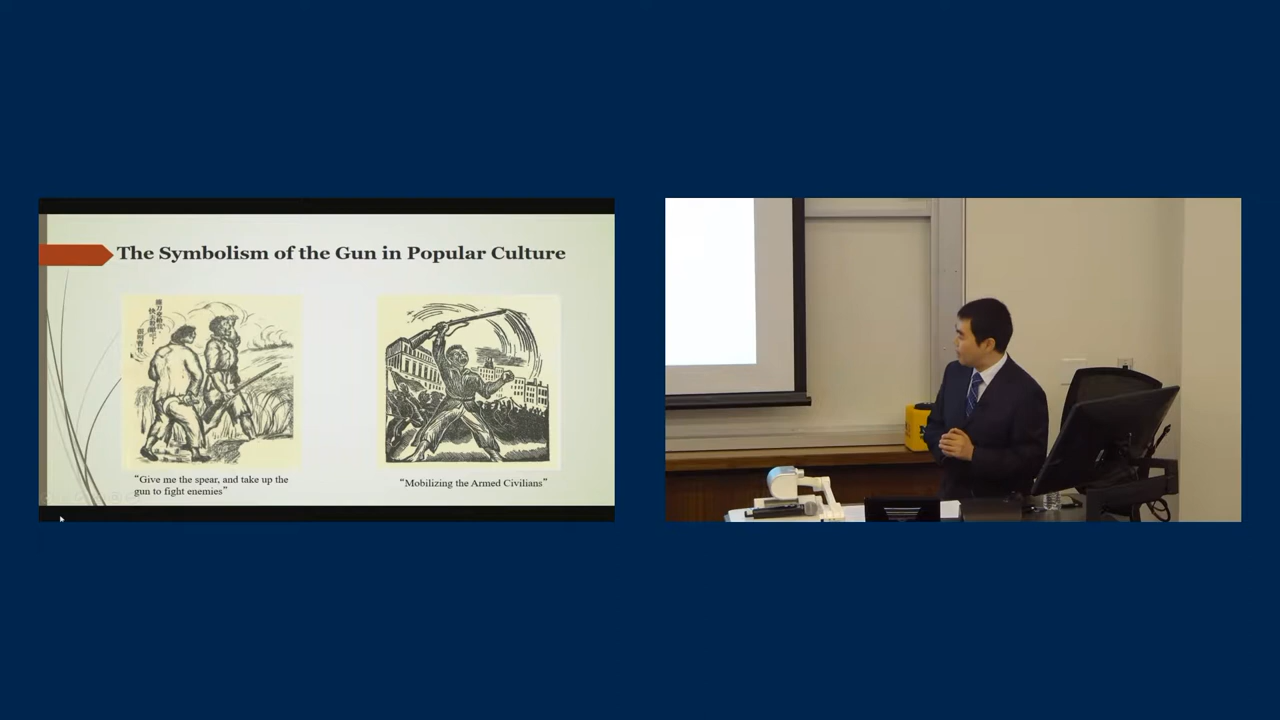 The Symbolism of the Gun in Popular Culture
“Give me the spear, and take up the
gun to fight enemies”
“Mobilizing the Armed Civilians”